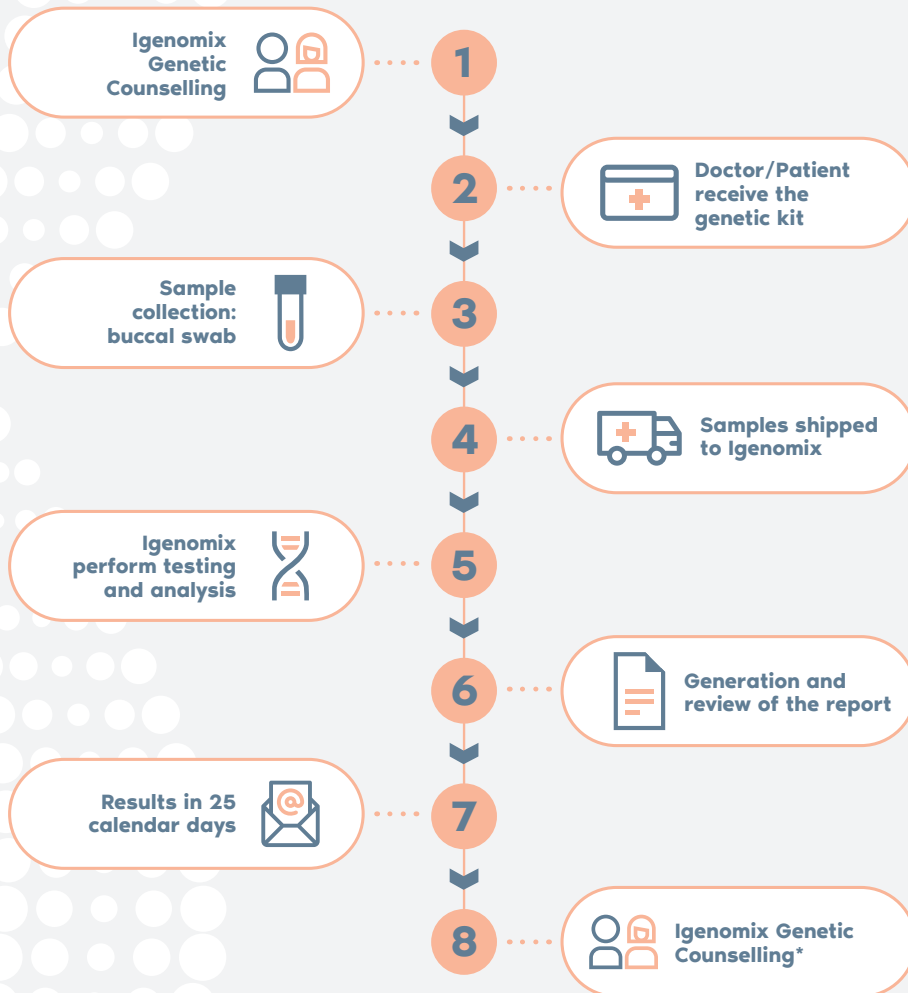 Igenomix
Genetic
Counselling
1
2
Doctor/Patient
receive the
genetic kit
Sample
collection:
buccal swab
3
4
Samples shipped
to Igenomix
Igenomix
perform testing
and analysis
5
6
Generation and
review of the report
Results in 25
calendar days
@
7
8
Igenomix Genetic
Counselling*